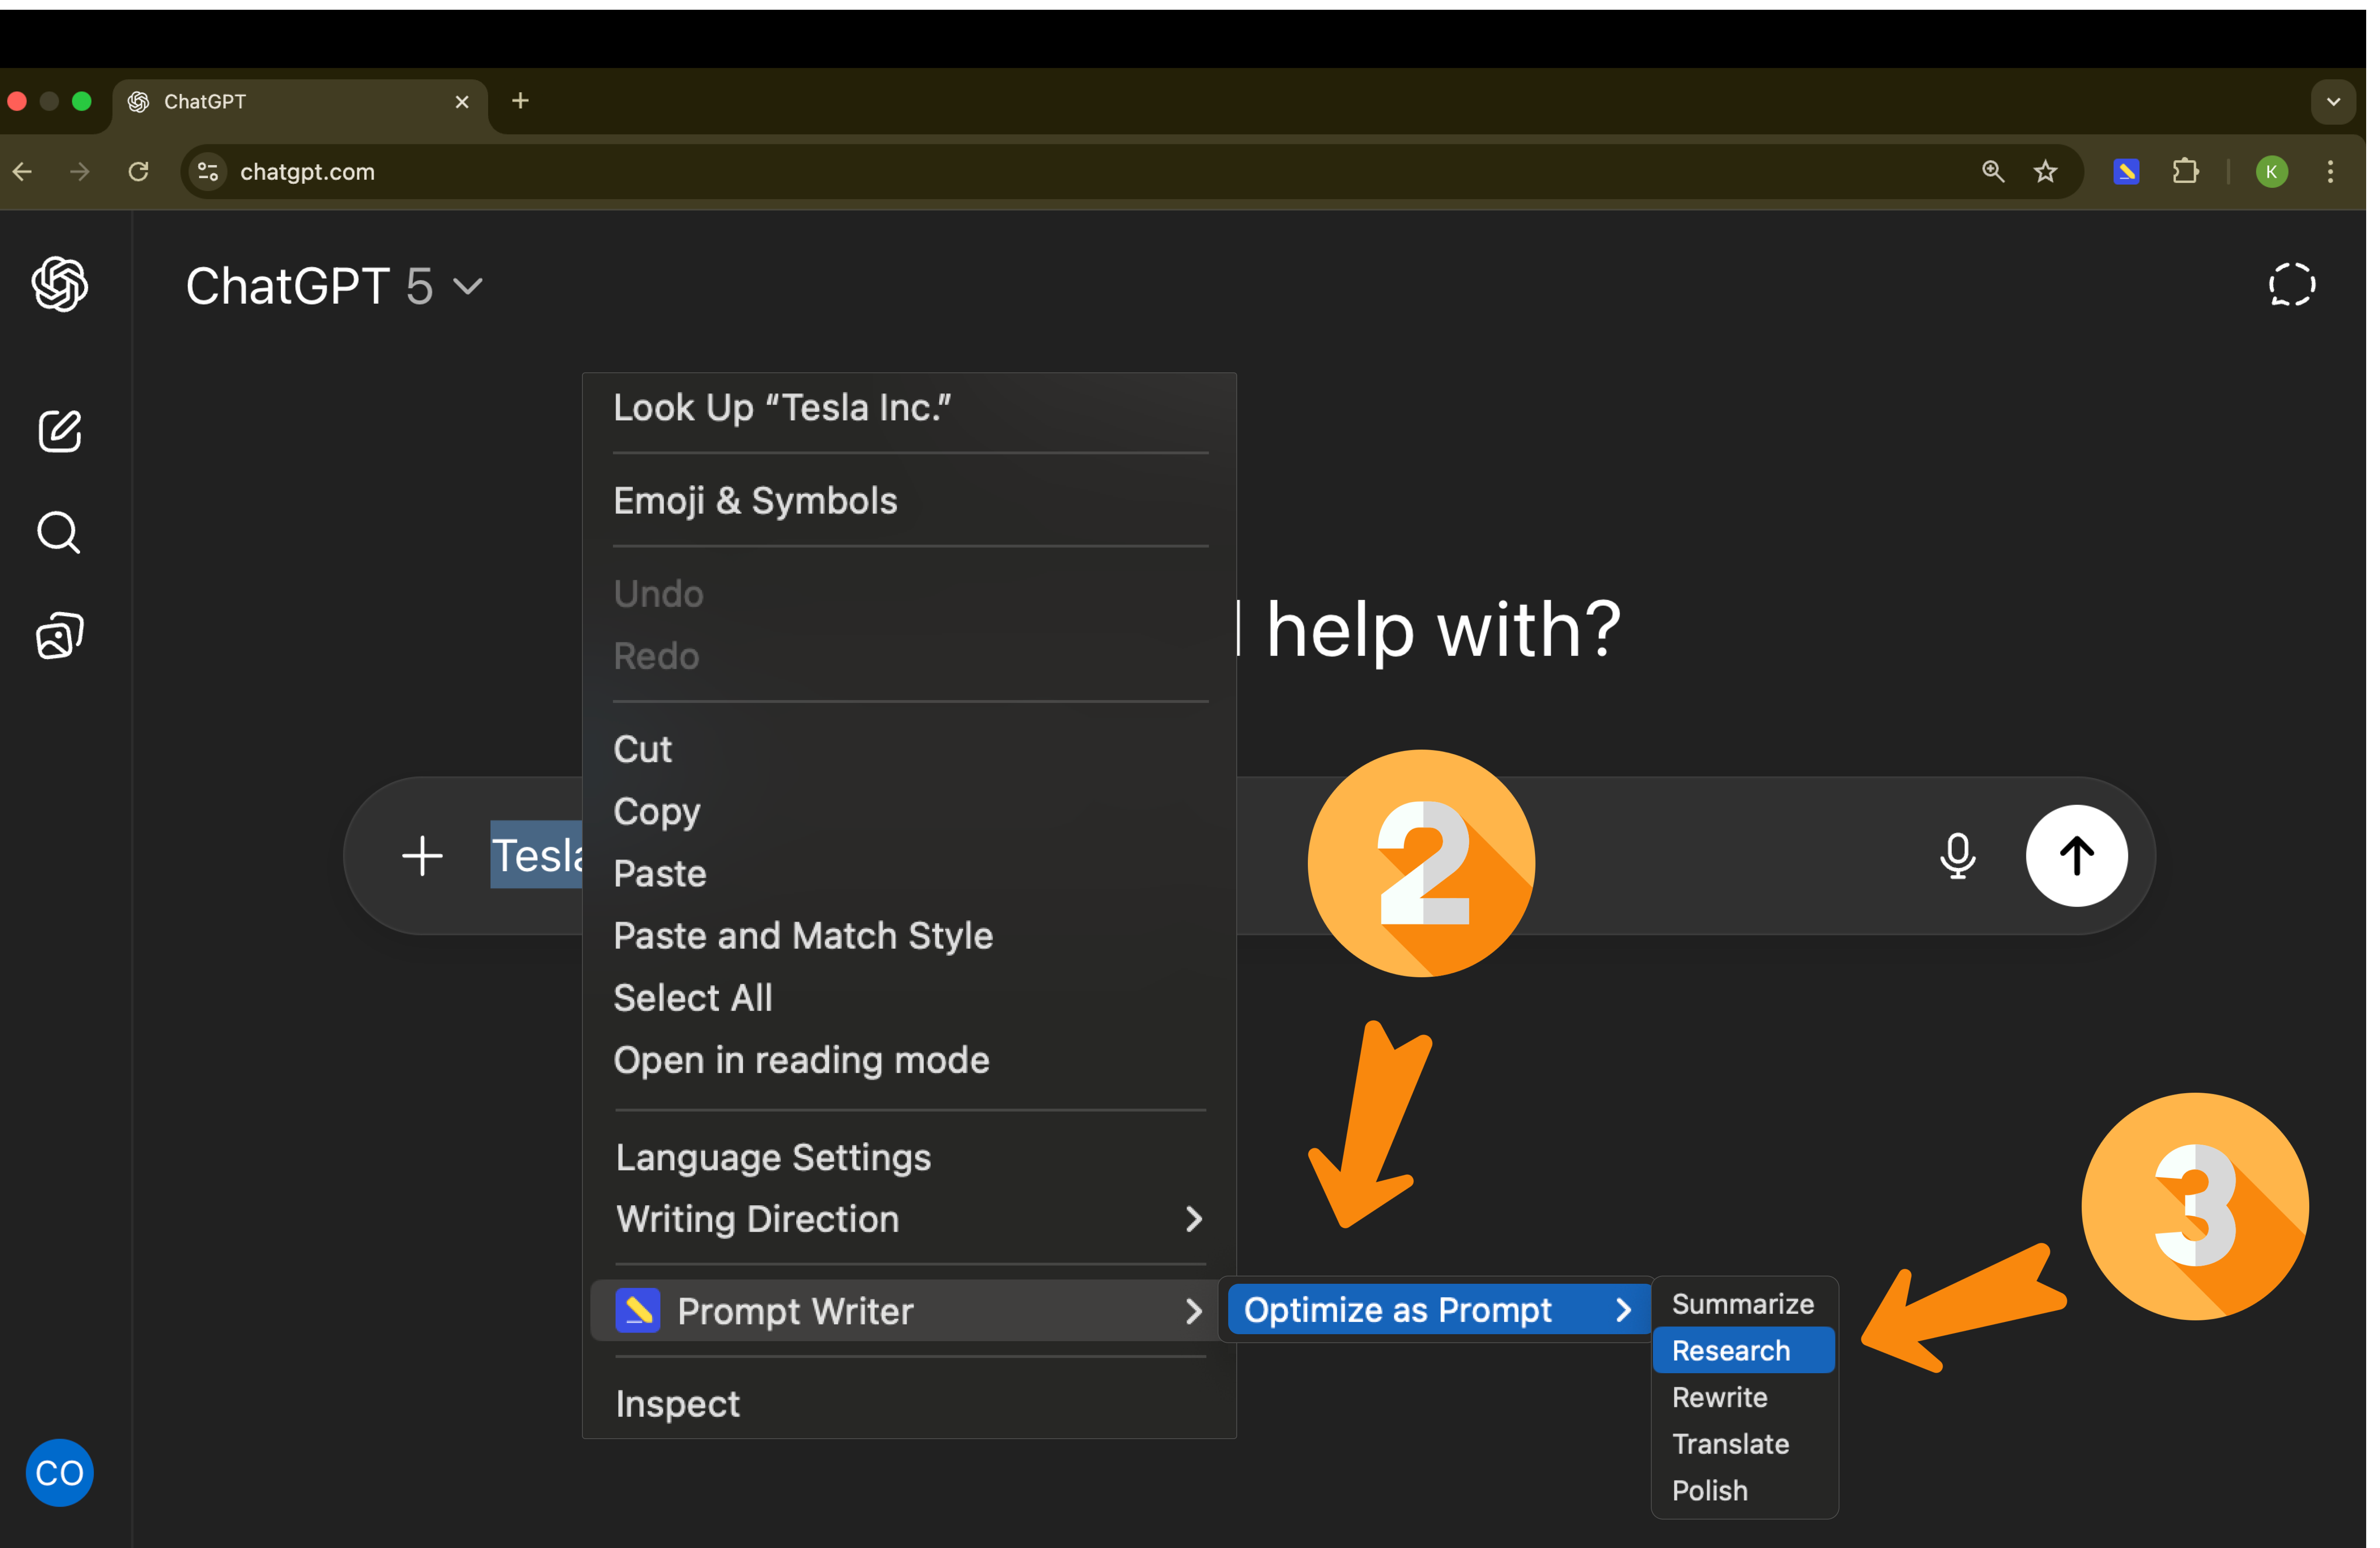 ChatGPT
chatgpt.com
K
ChatGPT 5
Look Up “Tesla Inc.”
Emoji & Symbols
Undo
Redo
I help with?
Cut
Copy
Tesla
Paste
Paste and Match Style
Select All
Open in reading mode
2
Language Settings
Writing Direction
3
Prompt Writer
Optimize as Prompt
Summarize
Research
Rewrite
Translate
Polish
Inspect
CO